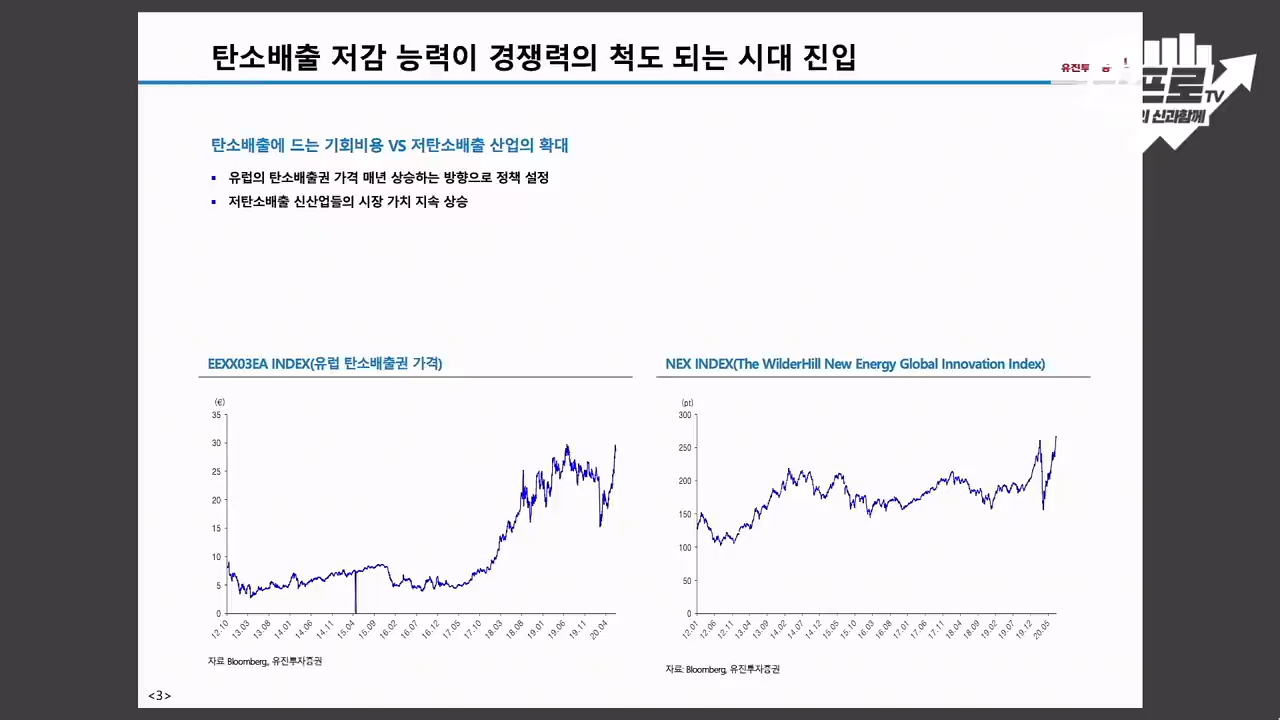 탄소배출 저감 능력이 경쟁력의 척도 되는 시대 진입
유진투
프로TV
신과함께
탄소배출에 드는 기회비용 VS 저탄소배출 산업의 확대
▪ 유럽의 탄소배출권 가격 매년 상승하는 방향으로 정책 설정
▪ 저탄소배출 신산업들의 시장 가치 지속 상승
EEXX03EA INDEX(유럽 탄소배출권 가격)
(€)
35
30
25
20
15
10
5
0
12.10 13.03 13.08 14.01 14.06 14.11 15.04 15.09 16.02 16.07 16.12 17.05 17.10 18.03 18.08 19.01 19.06 19.11 20.04
자료 Bloomberg, 유진투자증권
NEX INDEX(The WilderHill New Energy Global Innovation Index)
(pt)
300
250
200
150
100
50
0
12.01 12.06 12.11 13.04 13.09 14.02 14.07 14.12 15.05 15.10 16.03 16.08 17.01 17.06 17.11 18.04 18.09 19.02 19.07 19.12 20.05
자료: Bloomberg, 유진투자증권
<3>